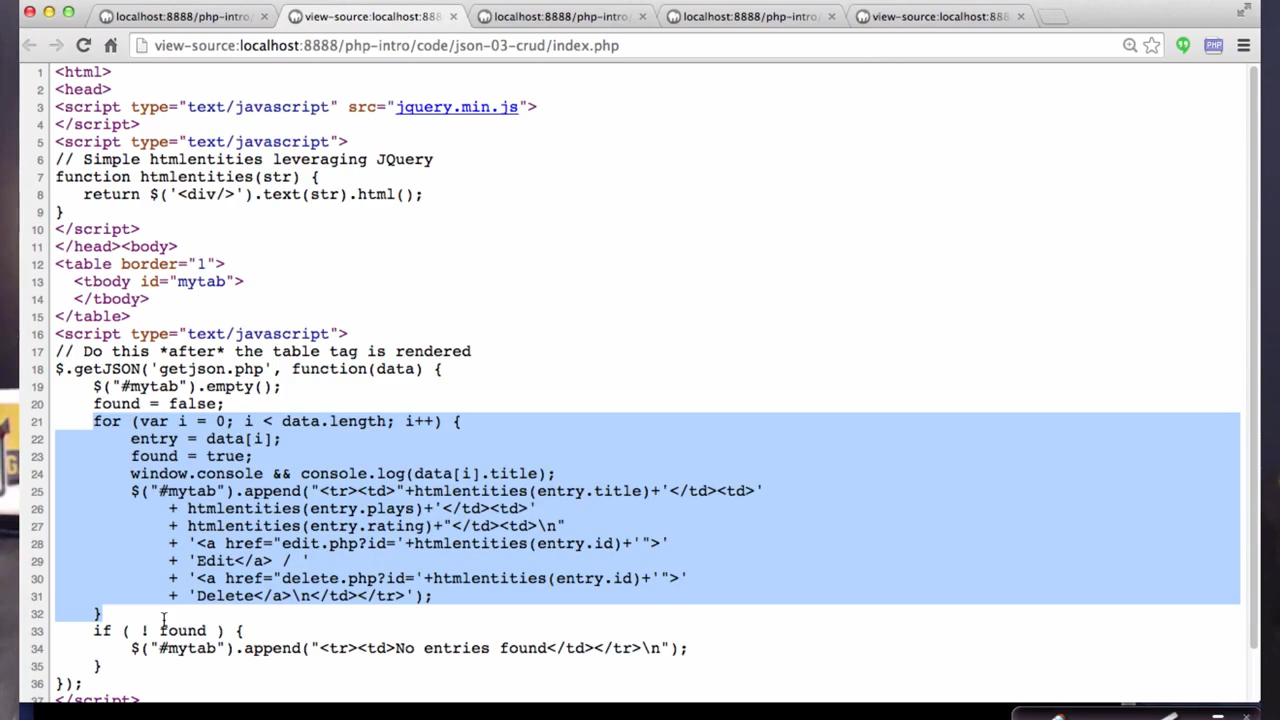 localhost:8888/php-intro/
view-source:localhost:888
localhost:8888/php-intro/
localhost:8888/php-intro/
view-source:localhost:888
view-source:localhost:8888/php-intro/code/json-03-crud/index.php
PHP
1 <html>
2 <head>
3 <script type="text/javascript" src="jquery.min.js">
4 </script>
5 <script type="text/javascript">
6 // Simple htmlentities leveraging JQuery
7 function htmlentities(str) {
8    return $('<div/>').text(str).html();
9 }
10 </script>
11 </head><body>
12 <table border="1">
13   <tbody id="mytab">
14   </tbody>
15 </table>
16 <script type="text/javascript">
17 // Do this *after* the table tag is rendered
18 $.getJSON('getjson.php', function(data) {
19     $("#mytab").empty();
20     found = false;
21     for (var i = 0; i < data.length; i++) {
22         entry = data[i];
23         found = true;
24         window.console && console.log(data[i].title);
25         $("#mytab").append("<tr><td>"+htmlentities(entry.title)+'</td><td>'
26             + htmlentities(entry.plays)+'</td><td>'
27             + htmlentities(entry.rating)+"</td><td>\n"
28             + '<a href="edit.php?id='+htmlentities(entry.id)+'">'
29             + 'Edit</a> / '
30             + '<a href="delete.php?id='+htmlentities(entry.id)+'">'
31             + 'Delete</a>\n</td></tr>');
32     }
33     if ( ! found ) {
34         $("#mytab").append("<tr><td>No entries found</td></tr>\n");
35     }
36 });
37 </script>